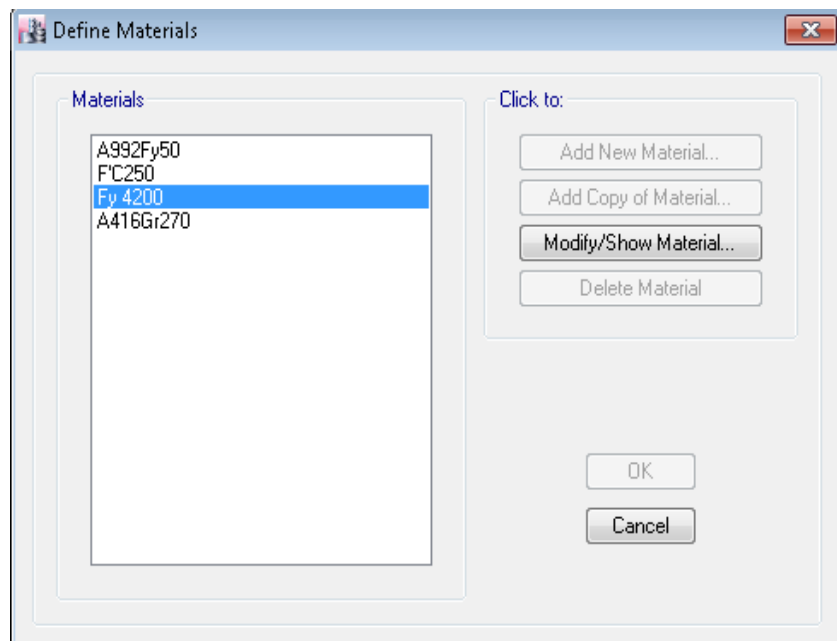 Define Materials
Materials
A992Fy50
F'C250
Fy 4200
A416Gr270
Click to:
Add New Material...
Add Copy of Material...
Modify/Show Material...
Delete Material
OK
Cancel